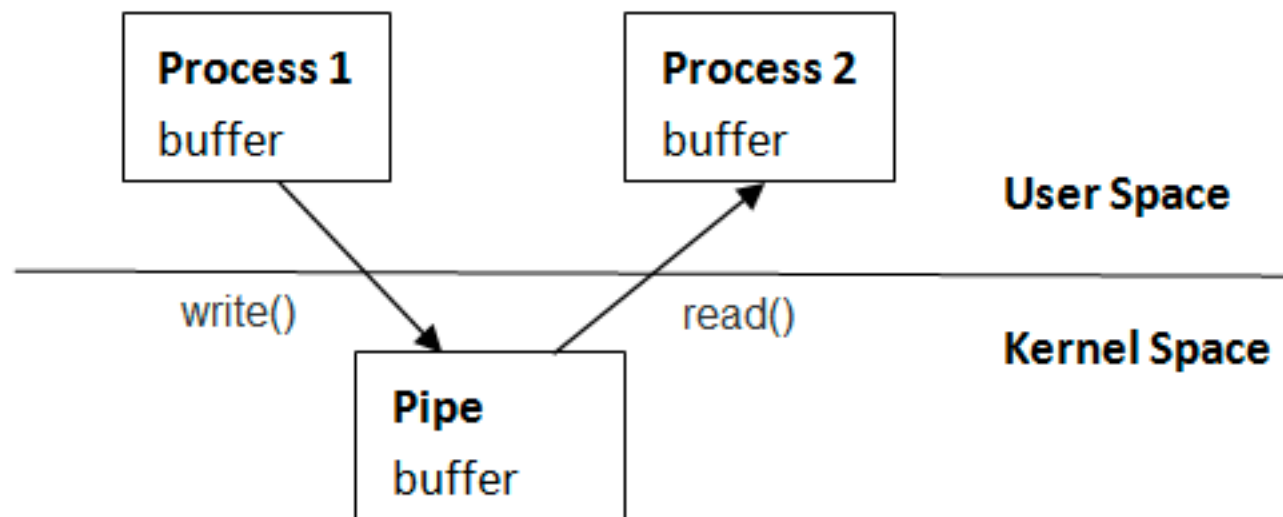 Process 1
buffer
Process 2
buffer
User Space
write()
read()
Kernel Space
Pipe
buffer